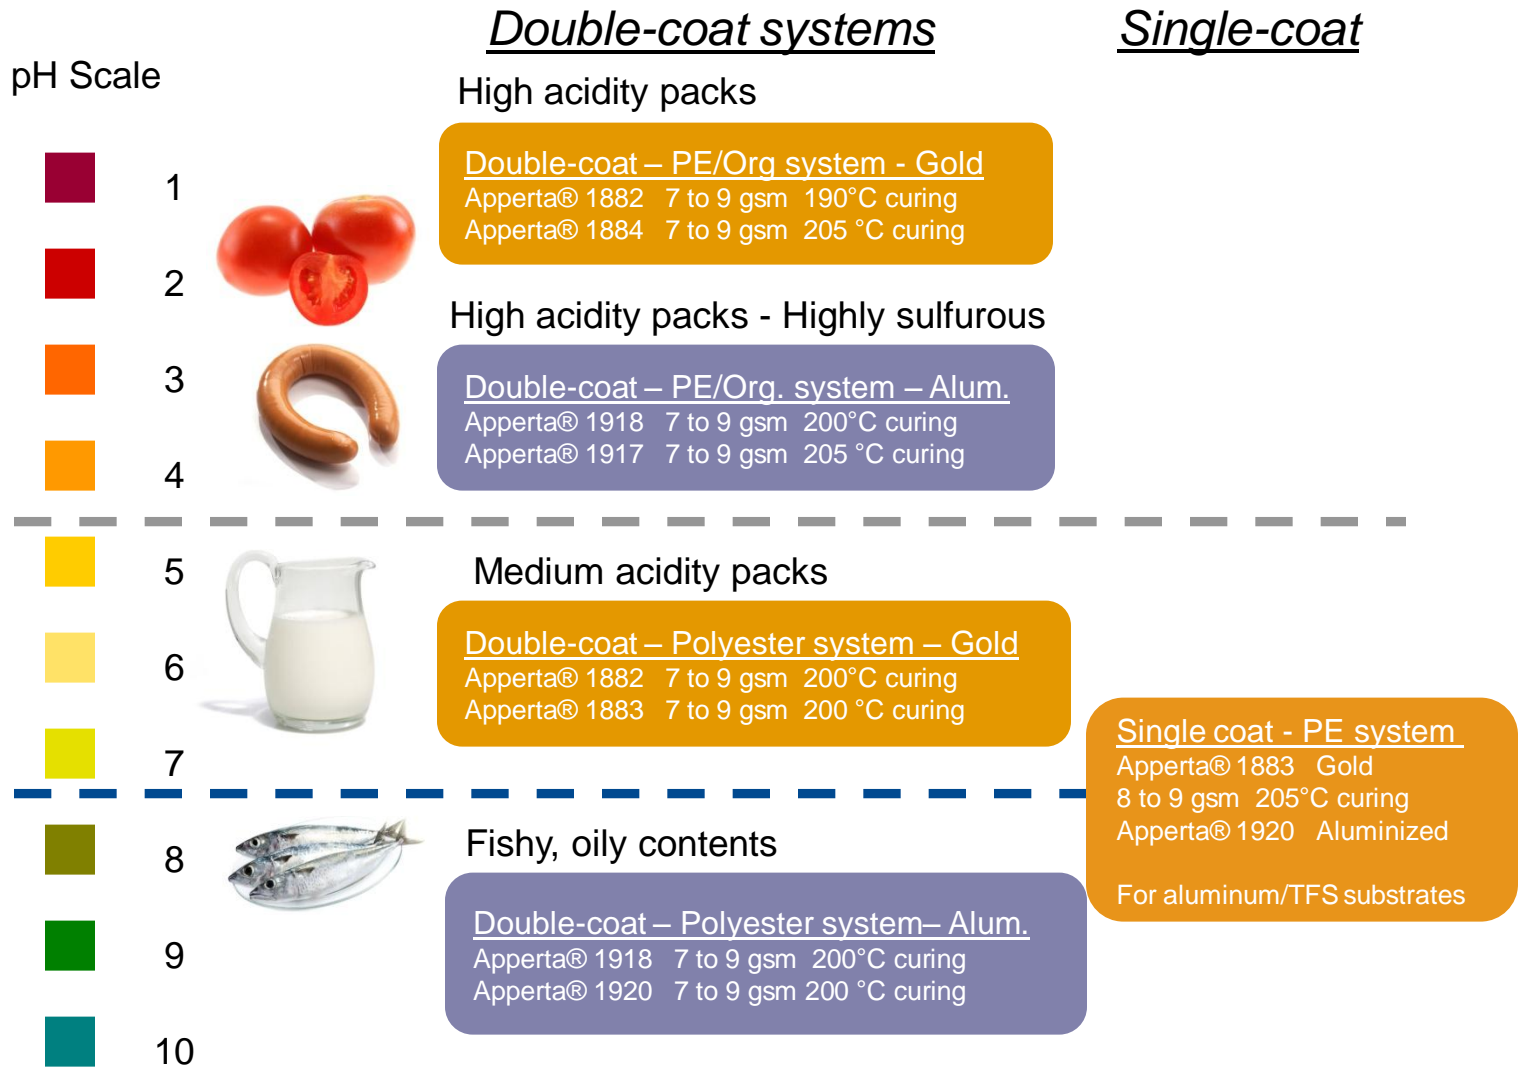 Double-coat systems
Single-coat
pH Scale
High acidity packs
Double-coat – PE/Org system - Gold
Apperta® 1882 7 to 9 gsm 190°C curing
Apperta® 1884 7 to 9 gsm 205 °C curing
1
2
High acidity packs - Highly sulfurous
Double-coat – PE/Org. system – Alum.
Apperta® 1918 7 to 9 gsm 200°C curing
Apperta® 1917 7 to 9 gsm 205 °C curing
3
4
5
Medium acidity packs
Double-coat – Polyester system – Gold
Apperta® 1882 7 to 9 gsm 200°C curing
Apperta® 1883 7 to 9 gsm 200 °C curing
6
7
Single coat - PE system
Apperta® 1883 Gold
8 to 9 gsm 205°C curing
Apperta® 1920 Aluminized
For aluminum/TFS substrates
8
Fishy, oily contents
Double-coat – Polyester system– Alum.
Apperta® 1918 7 to 9 gsm 200°C curing
Apperta® 1920 7 to 9 gsm 200 °C curing
9
10